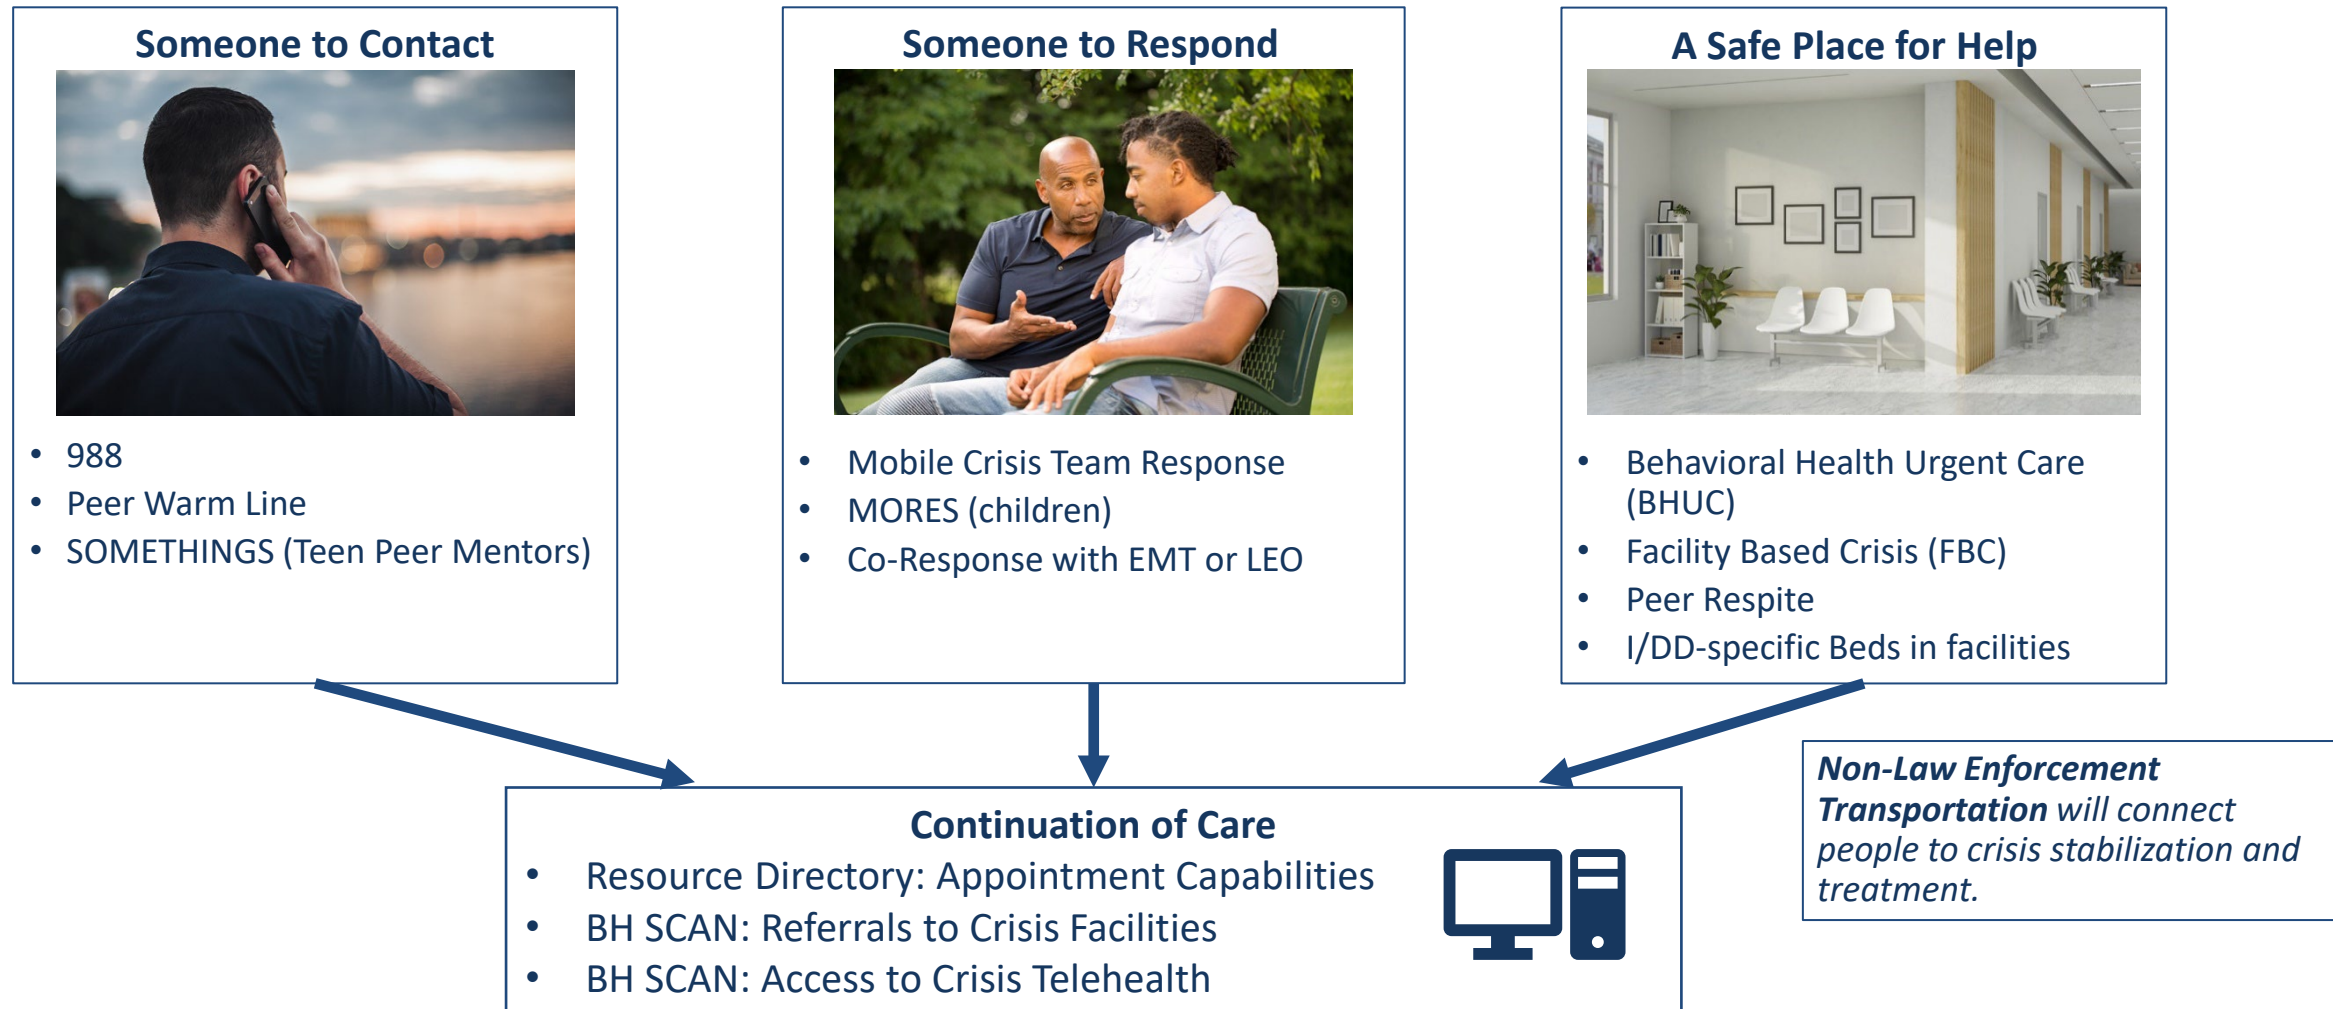 Someone to Contact
• 988
• Peer Warm Line
• SOMETHINGS (Teen Peer Mentors)
Someone to Respond
• Mobile Crisis Team Response
• MORES (children)
• Co-Response with EMT or LEO
A Safe Place for Help
• Behavioral Health Urgent Care
(BHUC)
• Facility Based Crisis (FBC)
• Peer Respite
• I/DD-specific Beds in facilities
Continuation of Care
• Resource Directory: Appointment Capabilities
• BH SCAN: Referrals to Crisis Facilities
• BH SCAN: Access to Crisis Telehealth
Non-Law Enforcement
Transportation will connect
people to crisis stabilization and
treatment.